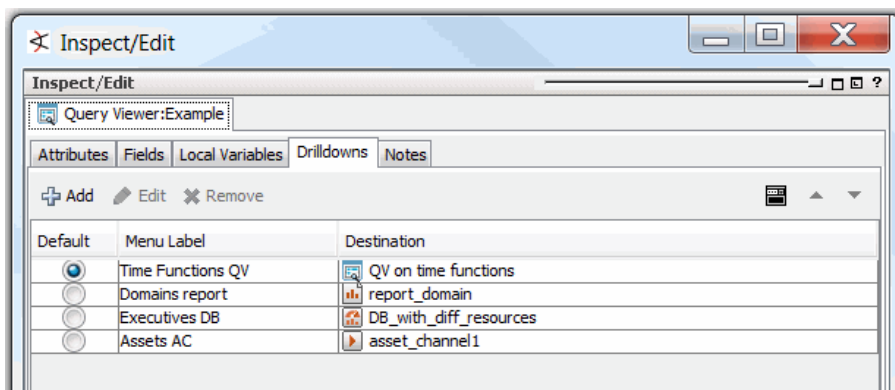 Inspect/Edit
Inspect/Edit ?
Query Viewer:Example
Attributes Fields Local Variables Drilldowns Notes
Add Edit Remove
Default Menu Label Destination
Time Functions QV QV on time functions
Domains report report_domain
Executives DB DB_with_diff_resources
Assets AC asset_channel1